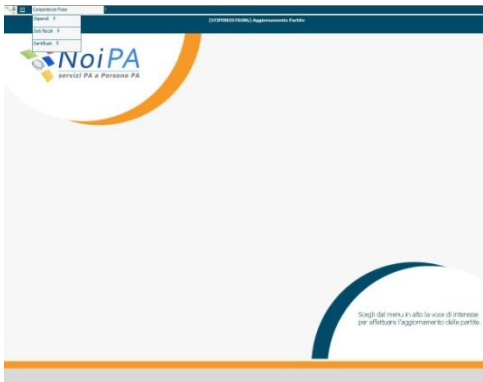 Competenze Fisse
[STIPENDISTRONG] Aggiornamento Partite
Stipendi
Dati fiscali
Certificati
NoiPA
servizi PA a Persone PA
Scegli dal menu in alto la voce di interesse
per effettuare l'aggiornamento delle partite.